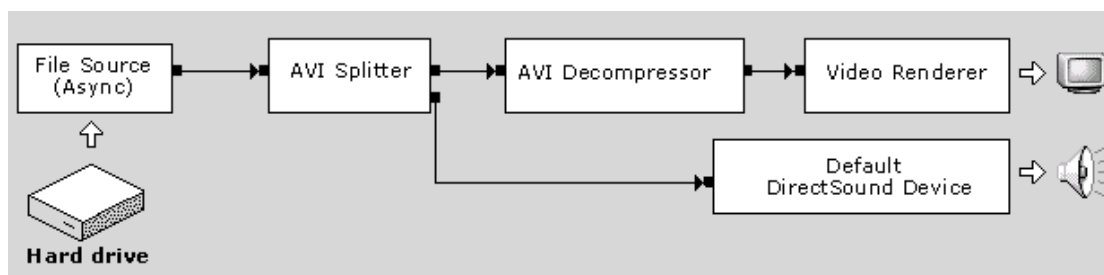 File Source
(Async)
AVI Splitter
AVI Decompressor
Video Renderer
Default
DirectSound Device
Hard drive